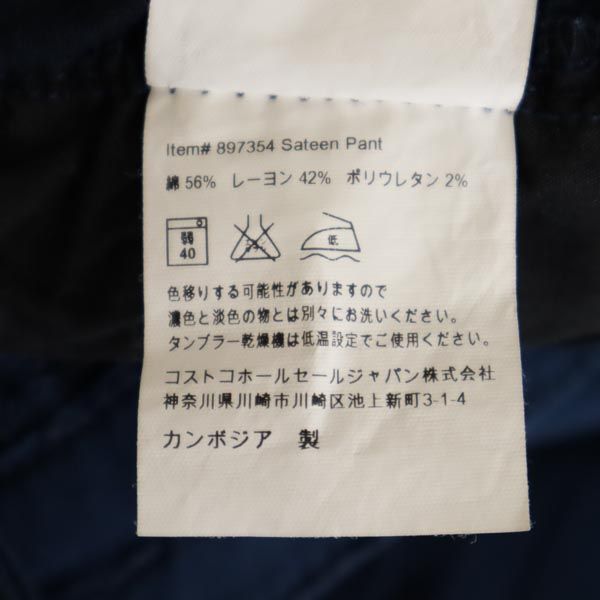 Item# 897354 Sateen Pant
綿 56%　レーヨン 42%　ポリウレタン 2%
弱
40
エンソサラシ
低
色移りする可能性がありますので
濃色と淡色の物とは別々にお洗いください。
タンブラー乾燥機は低温設定でご使用ください。
コストコホールセールジャパン株式会社
神奈川県川崎市川崎区池上新町3-1-4
カンボジア　製